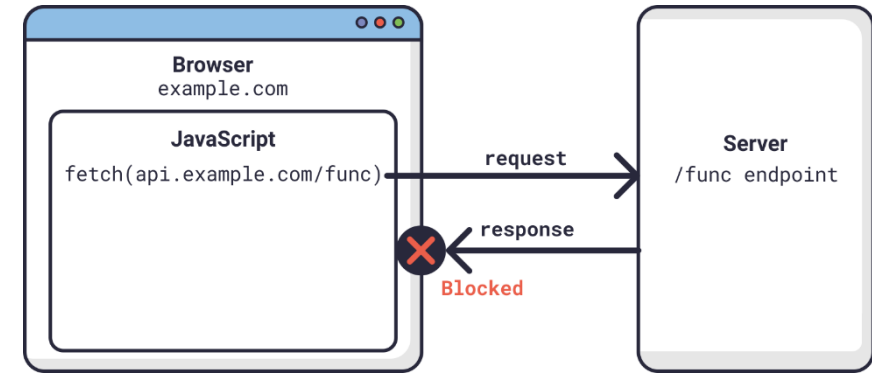 Browser
example.com
JavaScript
fetch(api.example.com/func)
request
Server
/func endpoint
response
Blocked